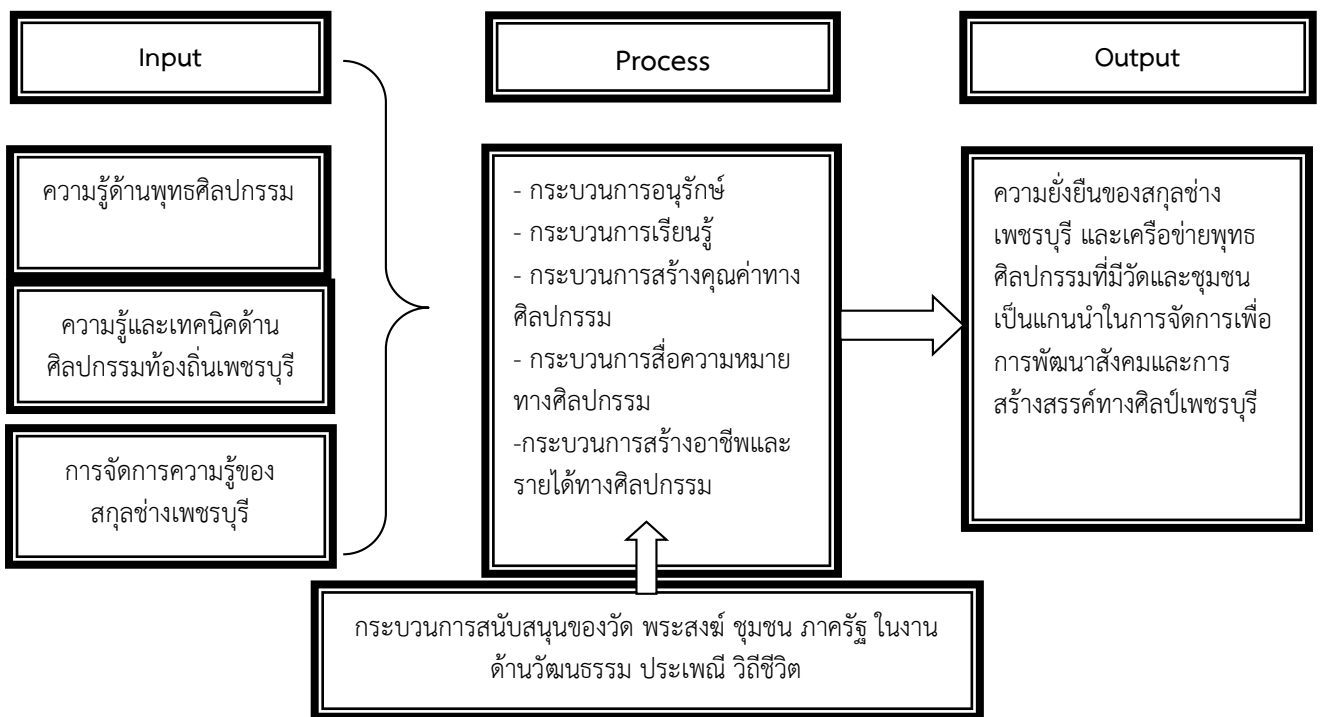 Input
Process
Output
ความรู้ด้านพุทธศิลปกรรม
ความรู้และเทคนิคด้าน
ศิลปกรรมท้องถิ่นเพชรบุรี
การจัดการความรู้ของ
สกุลช่างเพชรบุรี
- กระบวนการอนุรักษ์
- กระบวนการเรียนรู้
- กระบวนการสร้างคุณค่าทาง
ศิลปกรรม
- กระบวนการสื่อความหมาย
ทางศิลปกรรม
-กระบวนการสร้างอาชีพและ
รายได้ทางศิลปกรรม
ความยั่งยืนของสกุลช่าง
เพชรบุรี และเครือข่ายพุทธ
ศิลปกรรมที่มีวัดและชุมชน
เป็นแกนนำในการจัดการเพื่อ
การพัฒนาสังคมและการ
สร้างสรรค์ทางศิลป์เพชรบุรี
กระบวนการสนับสนุนของวัด พระสงฆ์ ชุมชน ภาครัฐ ในงาน
ด้านวัฒนธรรม ประเพณี วิถีชีวิต